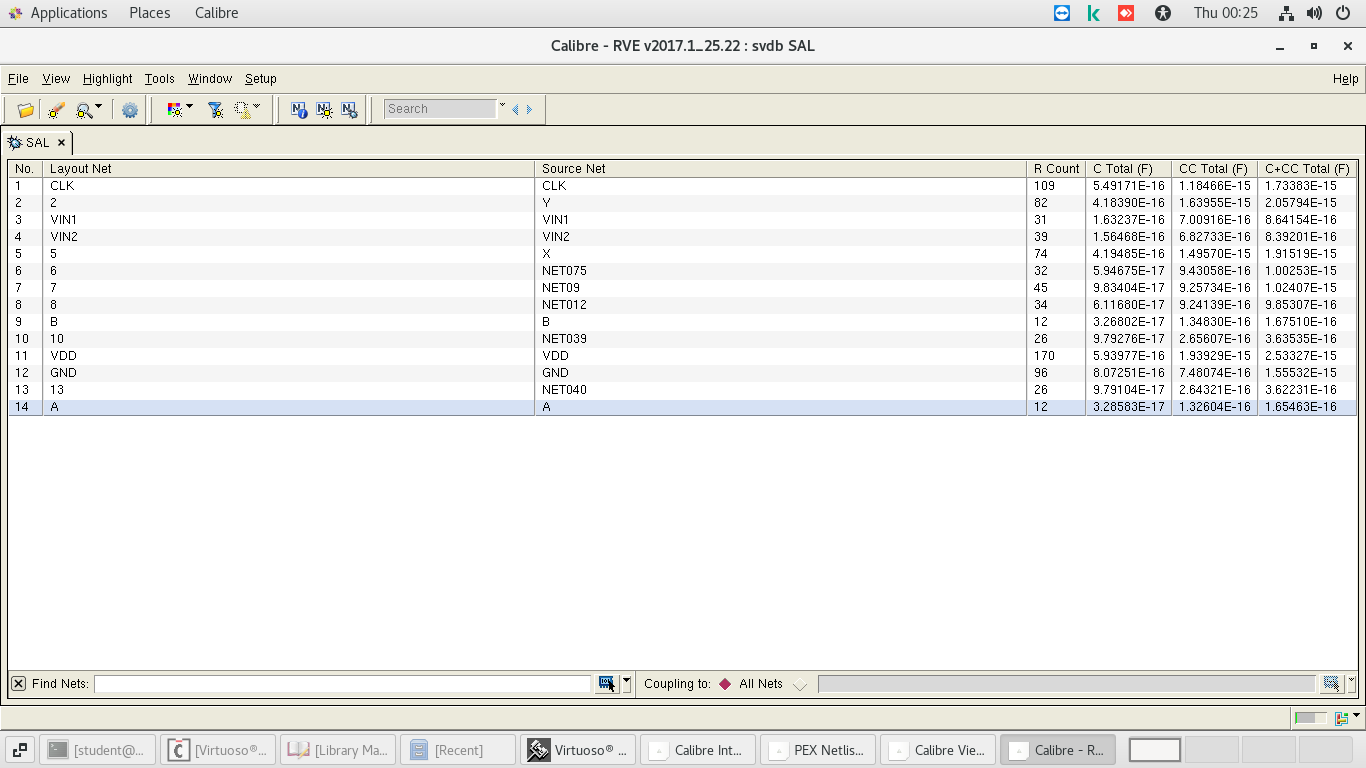 Applications Places Calibre Thu 00:25
Calibre - RVE v2017.1_25.22 : svdb SAL
File View Highlight Tools Window Setup Help
Search
SAL
No. Layout Net Source Net R Count C Total (F) CC Total (F) C+CC Total (F)
1 CLK CLK 109 5.49171E-16 1.18466E-15 1.73383E-15
2 2 Y 82 4.18390E-16 1.63955E-15 2.05794E-15
3 VIN1 VIN1 31 1.63237E-16 7.00916E-16 8.64154E-16
4 VIN2 VIN2 39 1.56468E-16 6.82733E-16 8.39201E-16
5 5 X 74 4.19485E-16 1.49570E-15 1.91519E-15
6 6 NET075 32 5.94675E-17 9.43058E-16 1.00253E-15
7 7 NET09 45 9.83404E-17 9.25734E-16 1.02407E-15
8 8 NET012 34 6.11680E-17 9.24139E-16 9.85307E-16
9 B B 12 3.26802E-17 1.34830E-16 1.67510E-16
10 10 NET039 26 9.79276E-17 2.65607E-16 3.63535E-16
11 VDD VDD 170 5.93977E-16 1.93929E-15 2.53327E-15
12 GND GND 96 8.07251E-16 7.48074E-16 1.55532E-15
13 13 NET040 26 9.79104E-17 2.64321E-16 3.62231E-16
14 A A 12 3.28583E-17 1.32604E-16 1.65463E-16
Find Nets: Coupling to: All Nets
[student@... [Virtuoso®... [Library Ma... [Recent] Virtuoso® ... Calibre Int... PEX Netlis... Calibre Vie... Calibre - R...